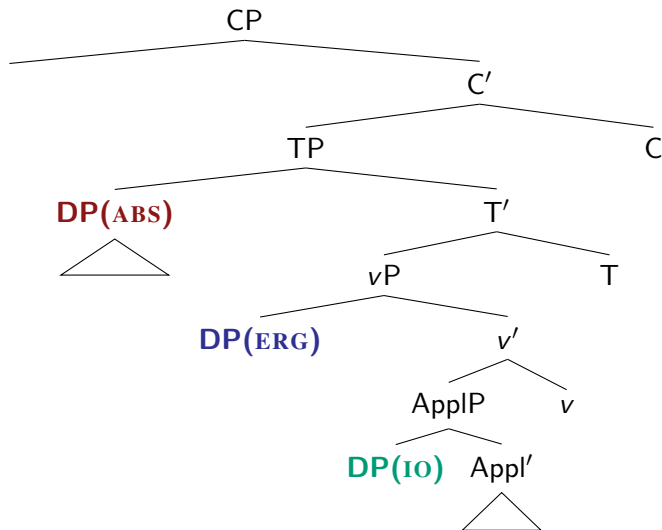 CP
C′
TP C
DP(ABS) T′
vP T
DP(ERG) v′
ApplP v
DP(IO) Appl′